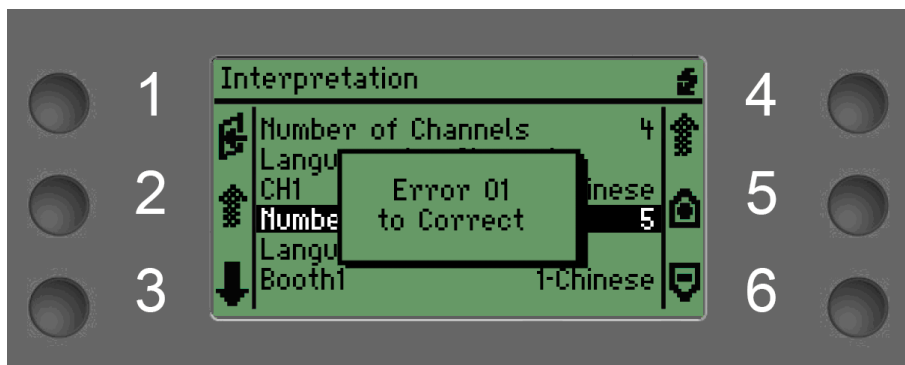 1
2
3
Interpretation
Number of Channels 4
Langu
CH1 inese
Numbe 5
Langu
Booth1 1-Chinese
Error 01
to Correct
4
5
6